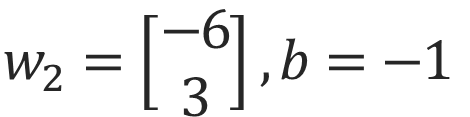 w₂ = [−6 3], b = −1